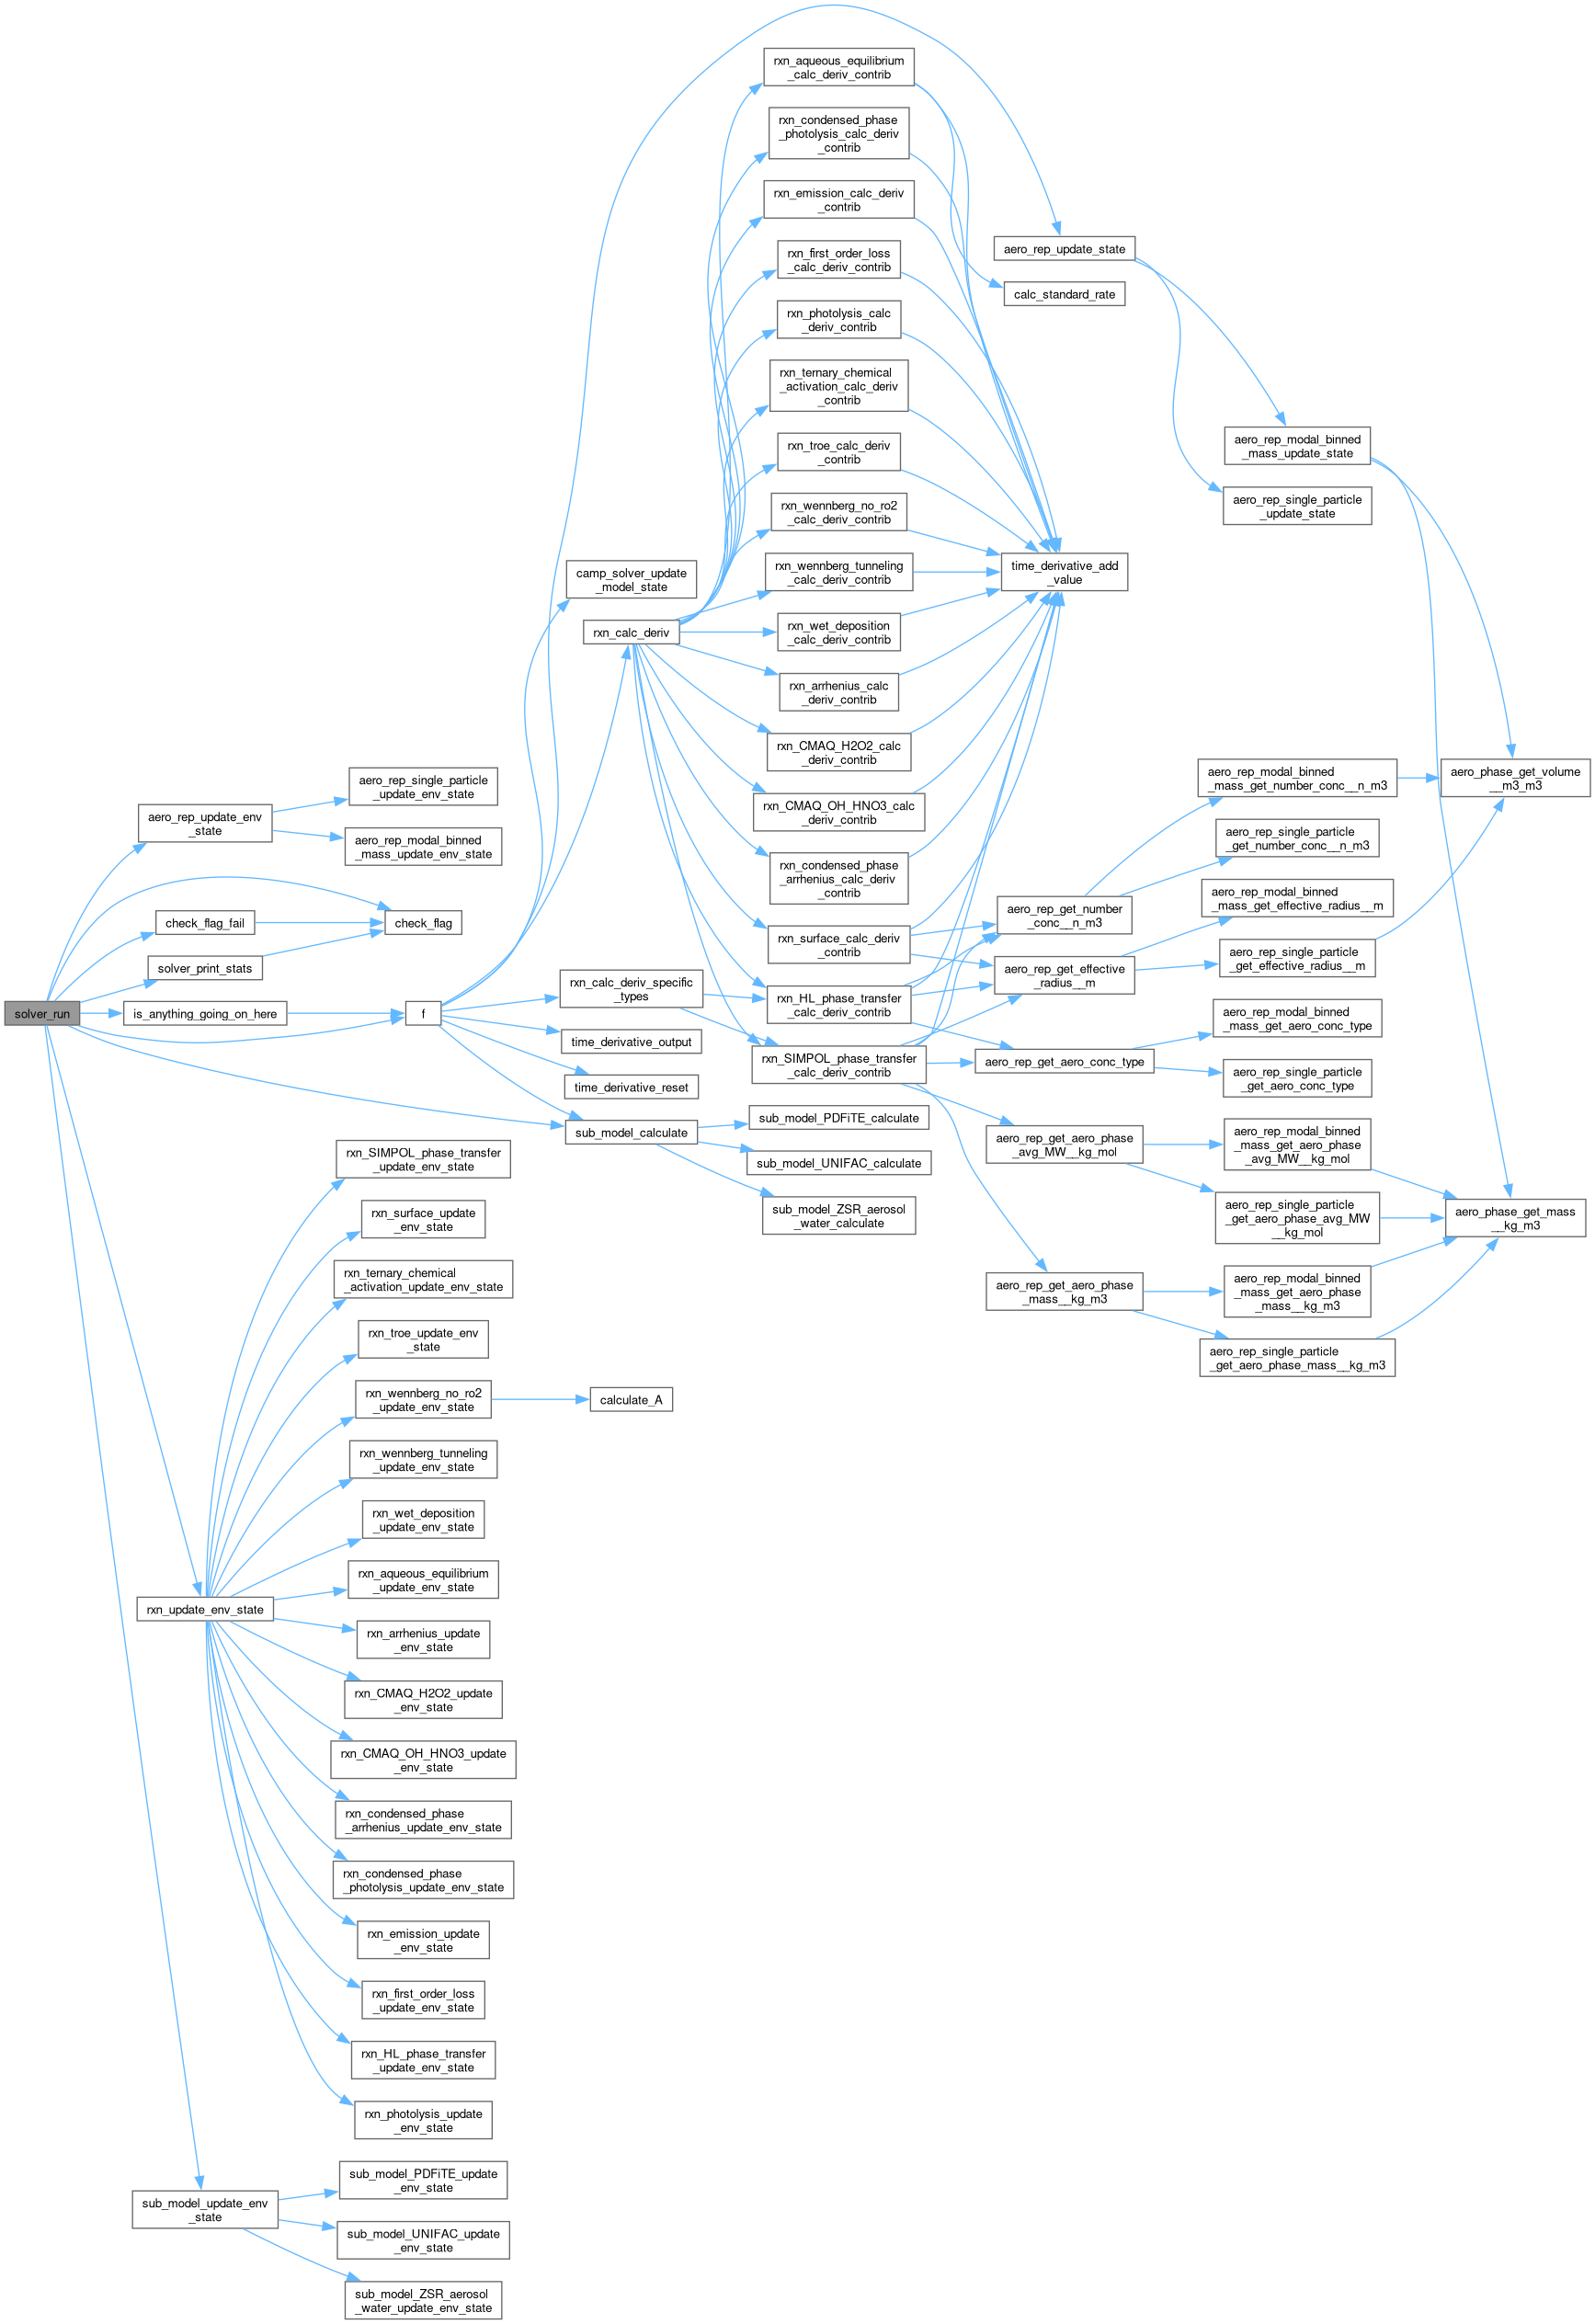 solver_run
aero_rep_update_env
_state
aero_rep_single_particle
_update_env_state
aero_rep_modal_binned
_mass_update_env_state
check_flag
check_flag_fail
solver_print_stats
is_anything_going_on_here
f
rxn_update_env_state
sub_model_update_env
_state
camp_solver_update
_model_state
rxn_calc_deriv
rxn_calc_deriv_specific
_types
time_derivative_output
time_derivative_reset
sub_model_calculate
rxn_aqueous_equilibrium
_calc_deriv_contrib
rxn_condensed_phase
_photolysis_calc_deriv
_contrib
rxn_emission_calc_deriv
_contrib
rxn_first_order_loss
_calc_deriv_contrib
rxn_photolysis_calc
_deriv_contrib
rxn_ternary_chemical
_activation_calc_deriv
_contrib
rxn_troe_calc_deriv
_contrib
rxn_wennberg_no_ro2
_calc_deriv_contrib
rxn_wennberg_tunneling
_calc_deriv_contrib
rxn_wet_deposition
_calc_deriv_contrib
rxn_arrhenius_calc
_deriv_contrib
rxn_CMAQ_H2O2_calc
_deriv_contrib
rxn_CMAQ_OH_HNO3_calc
_deriv_contrib
rxn_condensed_phase
_arrhenius_calc_deriv
_contrib
rxn_surface_calc_deriv
_contrib
rxn_HL_phase_transfer
_calc_deriv_contrib
rxn_SIMPOL_phase_transfer
_calc_deriv_contrib
sub_model_PDFiTE_calculate
sub_model_UNIFAC_calculate
sub_model_ZSR_aerosol
_water_calculate
aero_rep_update_state
calc_standard_rate
time_derivative_add
_value
aero_rep_get_number
_conc__n_m3
aero_rep_get_effective
_radius__m
aero_rep_get_aero_conc_type
aero_rep_get_aero_phase
_avg_MW__kg_mol
aero_rep_get_aero_phase
_mass__kg_m3
aero_rep_modal_binned
_mass_update_state
aero_rep_single_particle
_update_state
aero_rep_modal_binned
_mass_get_number_conc__n_m3
aero_rep_single_particle
_get_number_conc__n_m3
aero_rep_modal_binned
_mass_get_effective_radius__m
aero_rep_single_particle
_get_effective_radius__m
aero_rep_modal_binned
_mass_get_aero_conc_type
aero_rep_single_particle
_get_aero_conc_type
aero_rep_modal_binned
_mass_get_aero_phase
_avg_MW__kg_mol
aero_rep_single_particle
_get_aero_phase_avg_MW
__kg_mol
aero_rep_modal_binned
_mass_get_aero_phase
_mass__kg_m3
aero_rep_single_particle
_get_aero_phase_mass__kg_m3
aero_phase_get_volume
__m3_m3
aero_phase_get_mass
__kg_m3
rxn_SIMPOL_phase_transfer
_update_env_state
rxn_surface_update
_env_state
rxn_ternary_chemical
_activation_update_env_state
rxn_troe_update_env
_state
rxn_wennberg_no_ro2
_update_env_state
calculate_A
rxn_wennberg_tunneling
_update_env_state
rxn_wet_deposition
_update_env_state
rxn_aqueous_equilibrium
_update_env_state
rxn_arrhenius_update
_env_state
rxn_CMAQ_H2O2_update
_env_state
rxn_CMAQ_OH_HNO3_update
_env_state
rxn_condensed_phase
_arrhenius_update_env_state
rxn_condensed_phase
_photolysis_update_env_state
rxn_emission_update
_env_state
rxn_first_order_loss
_update_env_state
rxn_HL_phase_transfer
_update_env_state
rxn_photolysis_update
_env_state
sub_model_PDFiTE_update
_env_state
sub_model_UNIFAC_update
_env_state
sub_model_ZSR_aerosol
_water_update_env_state